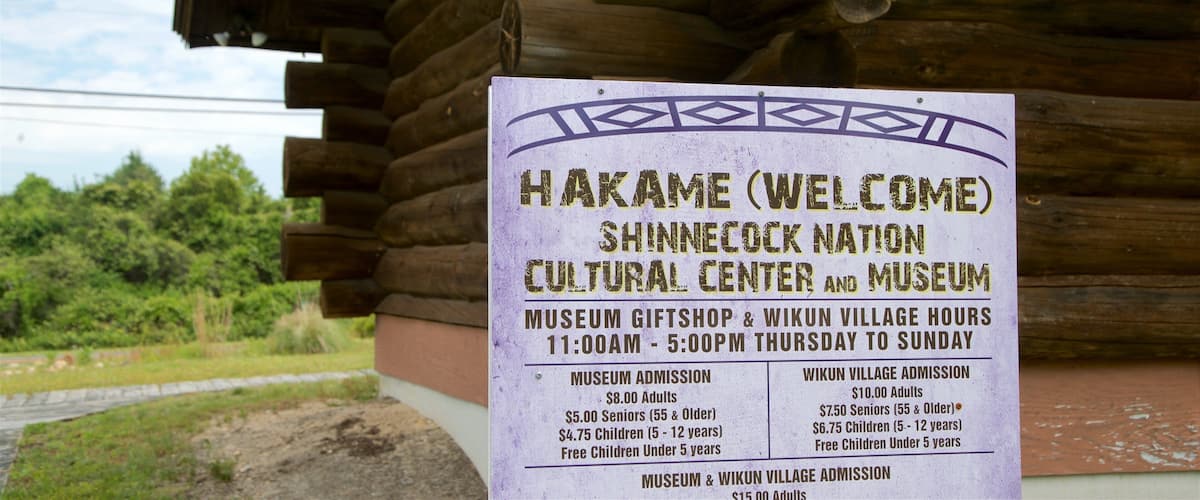 HAKAME (WELCOME)
SHINNECOCK NATION
CULTURAL CENTER AND MUSEUM
MUSEUM GIFTSHOP & WIKUN VILLAGE HOURS
11:00AM - 5:00PM THURSDAY TO SUNDAY
MUSEUM ADMISSION
$8.00 Adults
$5.00 Seniors (55 & Older)
$4.75 Children (5 - 12 years)
Free Children Under 5 years
WIKUN VILLAGE ADMISSION
$10.00 Adults
$7.50 Seniors (55 & Older)
$6.75 Children (5 - 12 years)
Free Children Under 5 years
MUSEUM & WIKUN VILLAGE ADMISSION
$15.00 Adults